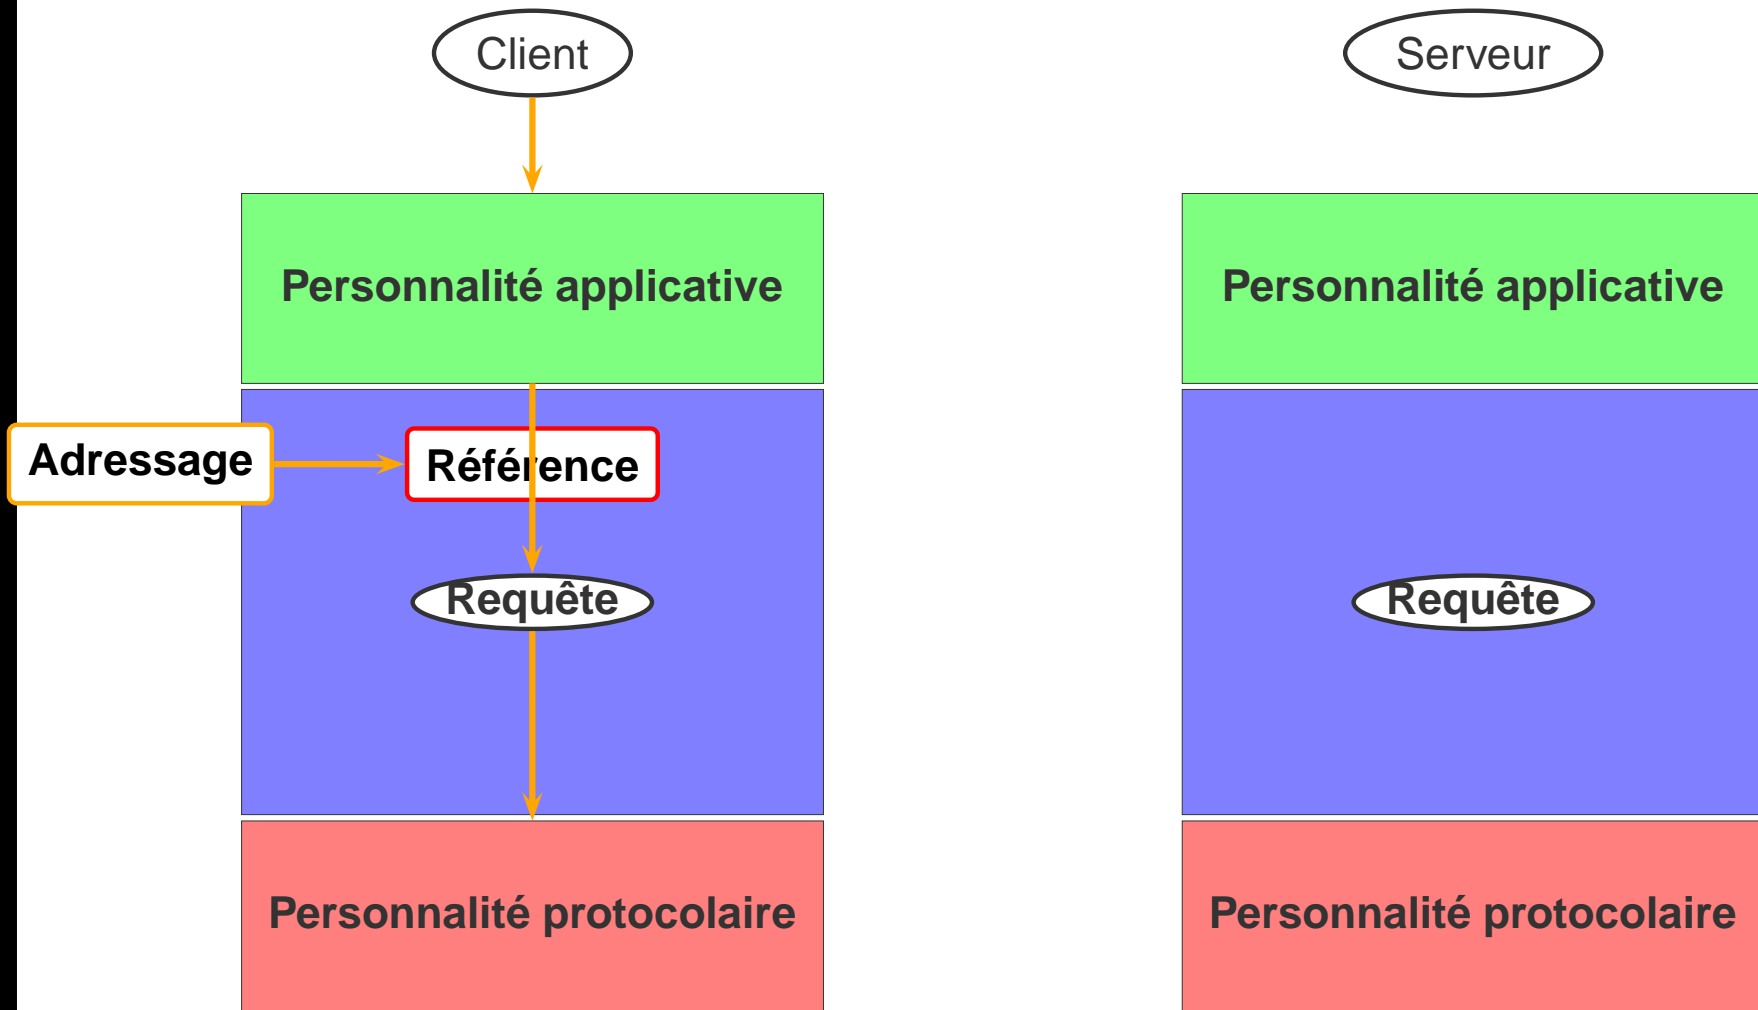 Client
Serveur
Personnalité applicative
Personnalité applicative
Adressage
Référence
Requête
Requête
Personnalité protocolaire
Personnalité protocolaire